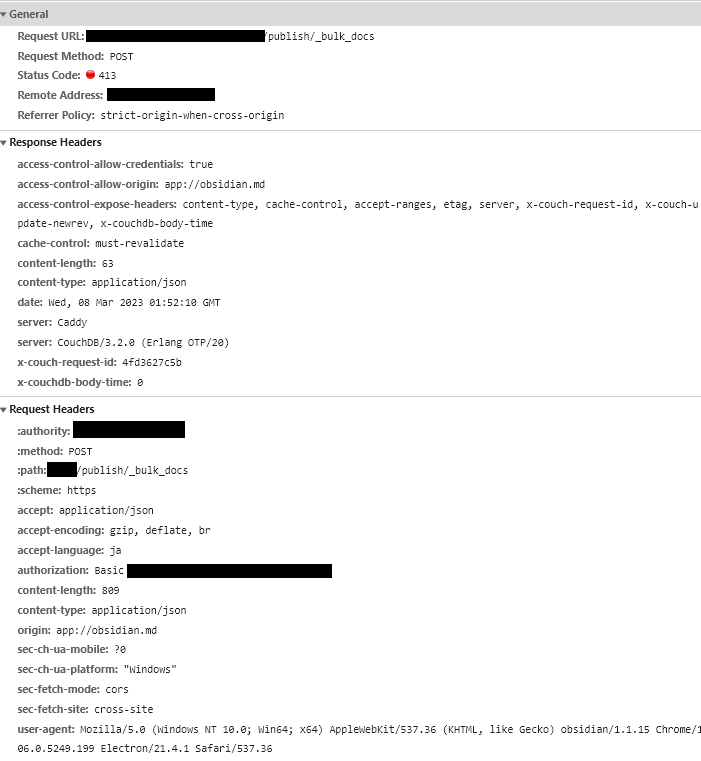 General
Request URL: /publish/_bulk_docs
Request Method: POST
Status Code: 413
Remote Address:
Referrer Policy: strict-origin-when-cross-origin
Response Headers
access-control-allow-credentials: true
access-control-allow-origin: app://obsidian.md
access-control-expose-headers: content-type, cache-control, accept-ranges, etag, server, x-couch-request-id, x-couch-u
pdate-newrev, x-couchdb-body-time
cache-control: must-revalidate
content-length: 63
content-type: application/json
date: Wed, 08 Mar 2023 01:52:10 GMT
server: Caddy
server: CouchDB/3.2.0 (Erlang OTP/20)
x-couch-request-id: 4fd3627c5b
x-couchdb-body-time: 0
Request Headers
:authority:
:method: POST
:path: /publish/_bulk_docs
:scheme: https
accept: application/json
accept-encoding: gzip, deflate, br
accept-language: ja
authorization: Basic
content-length: 809
content-type: application/json
origin: app://obsidian.md
sec-ch-ua-mobile: ?0
sec-ch-ua-platform: "Windows"
sec-fetch-mode: cors
sec-fetch-site: cross-site
user-agent: Mozilla/5.0 (Windows NT 10.0; Win64; x64) AppleWebKit/537.36 (KHTML, like Gecko) obsidian/1.1.15 Chrome/1
06.0.5249.199 Electron/21.4.1 Safari/537.36